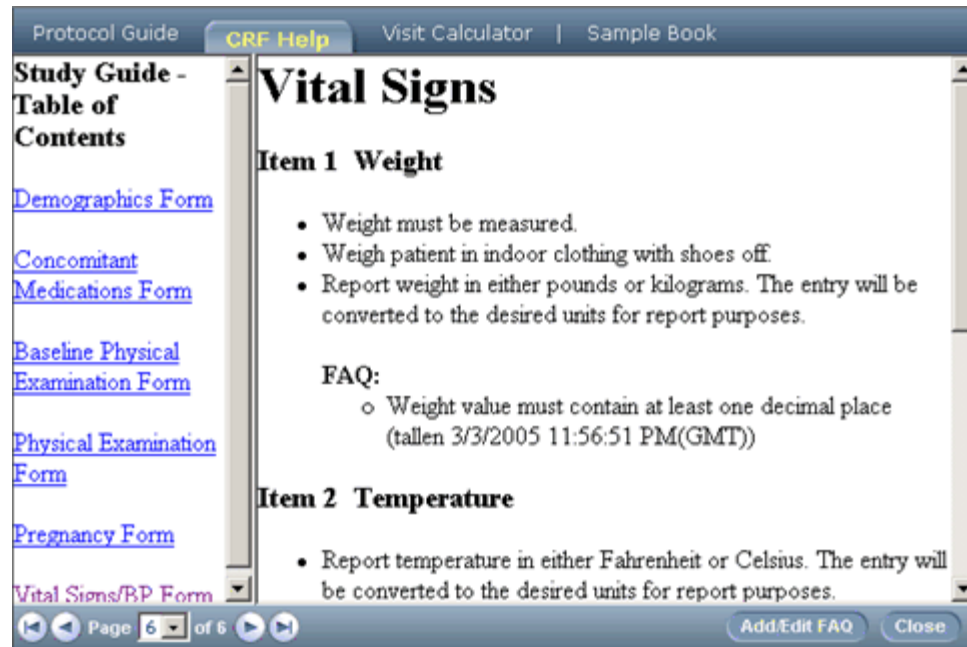 Protocol Guide CRF Help Visit Calculator | Sample Book
Study Guide -
Table of
Contents
Demographics Form
Concomitant
Medications Form
Baseline Physical
Examination Form
Physical Examination
Form
Pregnancy Form
Vital Signs/BP Form
Vital Signs
Item 1 Weight
• Weight must be measured.
• Weigh patient in indoor clothing with shoes off.
• Report weight in either pounds or kilograms. The entry will be
converted to the desired units for report purposes.
FAQ:
o Weight value must contain at least one decimal place
(tallen 3/3/2005 11:56:51 PM(GMT))
Item 2 Temperature
• Report temperature in either Fahrenheit or Celsius. The entry will
be converted to the desired units for report purposes.
Page 6 of 6 Add/Edit FAQ Close